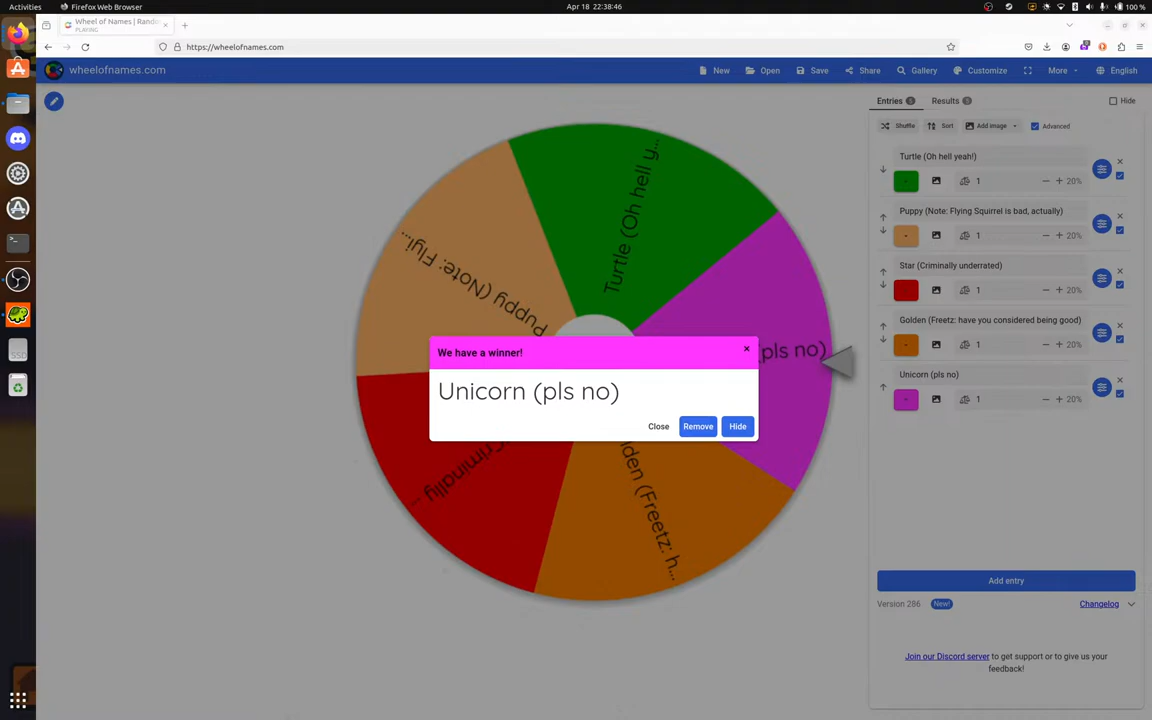 Activities
Firefox Web Browser
Apr 18 22:38:46
100 %
Wheel of Names | Rando
PLAYING
https://wheelofnames.com
wheelofnames.com
New
Open
Save
Share
Gallery
Customize
More
English
Entries 5
Results 5
Hide
Shuffle
Sort
Add image
Advanced
Turtle (Oh hell yeah!)
1
20%
Puppy (Note: Flying Squirrel is bad, actually)
1
20%
Star (Criminally underrated)
1
20%
Golden (Freetz: have you considered being good)
1
20%
Unicorn (pls no)
1
20%
Turtle (Oh hell y...
Puppy (Note: Flyi...
(pls no)
We have a winner!
Unicorn (pls no)
Close
Remove
Hide
Criminally ...
lden (Freetz: h...
Add entry
Version 286
New!
Changelog
Join our Discord server to get support or to give us your
feedback!
SSD